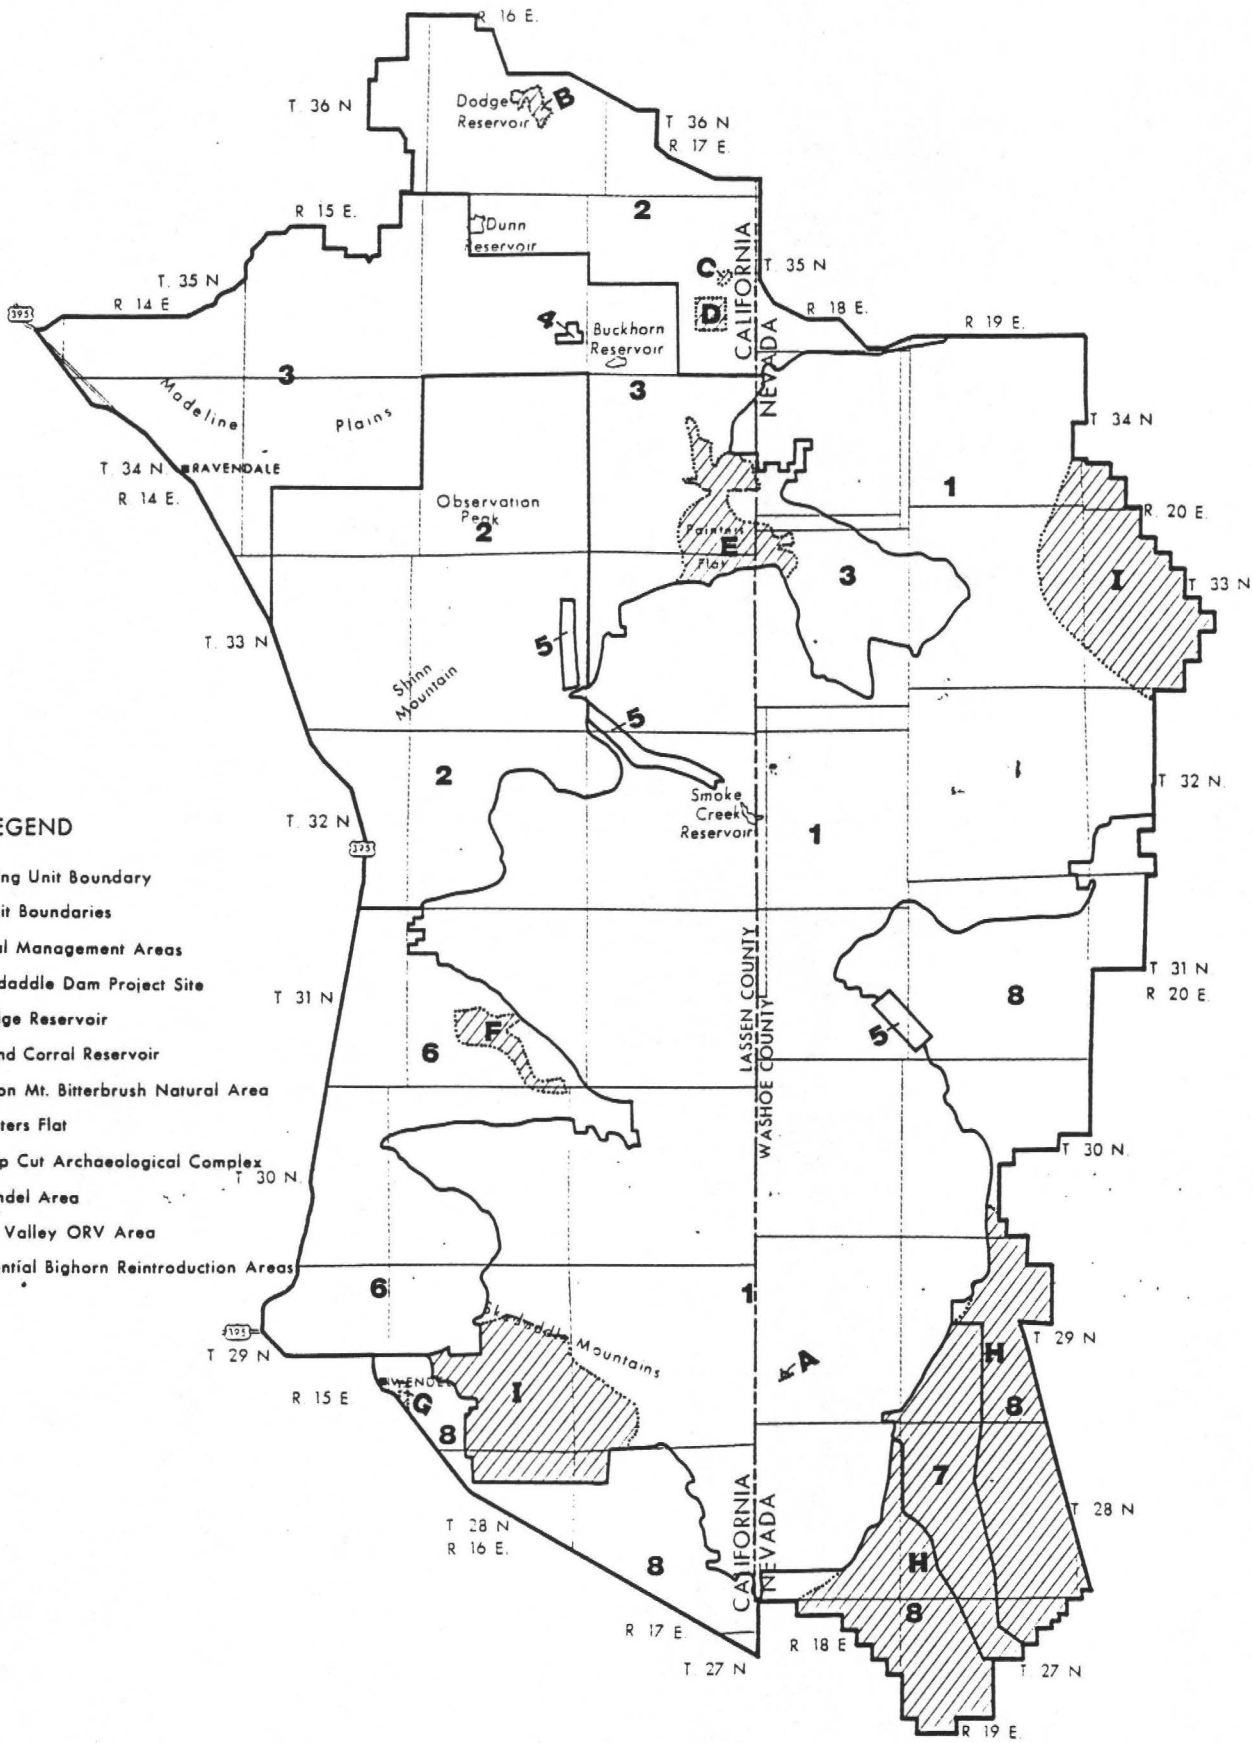 R 16 E.
T. 36 N
Dodge
Reservoir
B
T 36 N
R 17 E.
R 15 E.
2
Dunn
Reservoir
CALIFORNIA
NEVADA
C
T. 35 N
T. 35 N
R 14 E
R 18 E.
395
D
R 19 E.
4
Buckhorn
Reservoir
3
3
Madeline Plains
T 34 N
T. 34 N
RAVENDALE
R 14 E.
1
Observation
Peak
2
R. 20 E.
Painters
Flat
E
3
I
T 33 N
5
T. 33 N
Shinn
Mountain
5
2
T 32 N.
Smoke
Creek
Reservoir
1
T. 32 N
395
EGEND
ng Unit Boundary
it Boundaries
al Management Areas
daddle Dam Project Site
ge Reservoir
nd Corral Reservoir
on Mt. Bitterbrush Natural Area
ters Flat
p Cut Archaeological Complex
ndel Area
Valley ORV Area
ntial Bighorn Reintroduction Areas
LASSEN COUNTY
WASHOE COUNTY
T 31 N
R 20 E.
T 31 N
8
5
F
6
T 30 N.
T 30 N.
6
1
Skedaddle Mountains
395
T 29 N
T 29 N
A
H
WENDEL
R 15 E
G
I
8
8
7
CALIFORNIA
NEVADA
T 28 N
T 28 N
R 16 E.
8
H
8
R 17 E.
R 18 E
T 27 N
T 27 N
R 19 E.